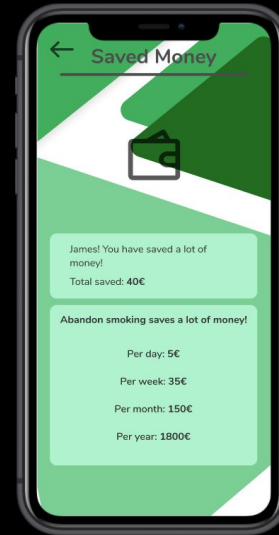 Saved Money
James! You have saved a lot of
money!
Total saved: 40€
Abandon smoking saves a lot of money!
Per day: 5€
Per week: 35€
Per month: 150€
Per year: 1800€